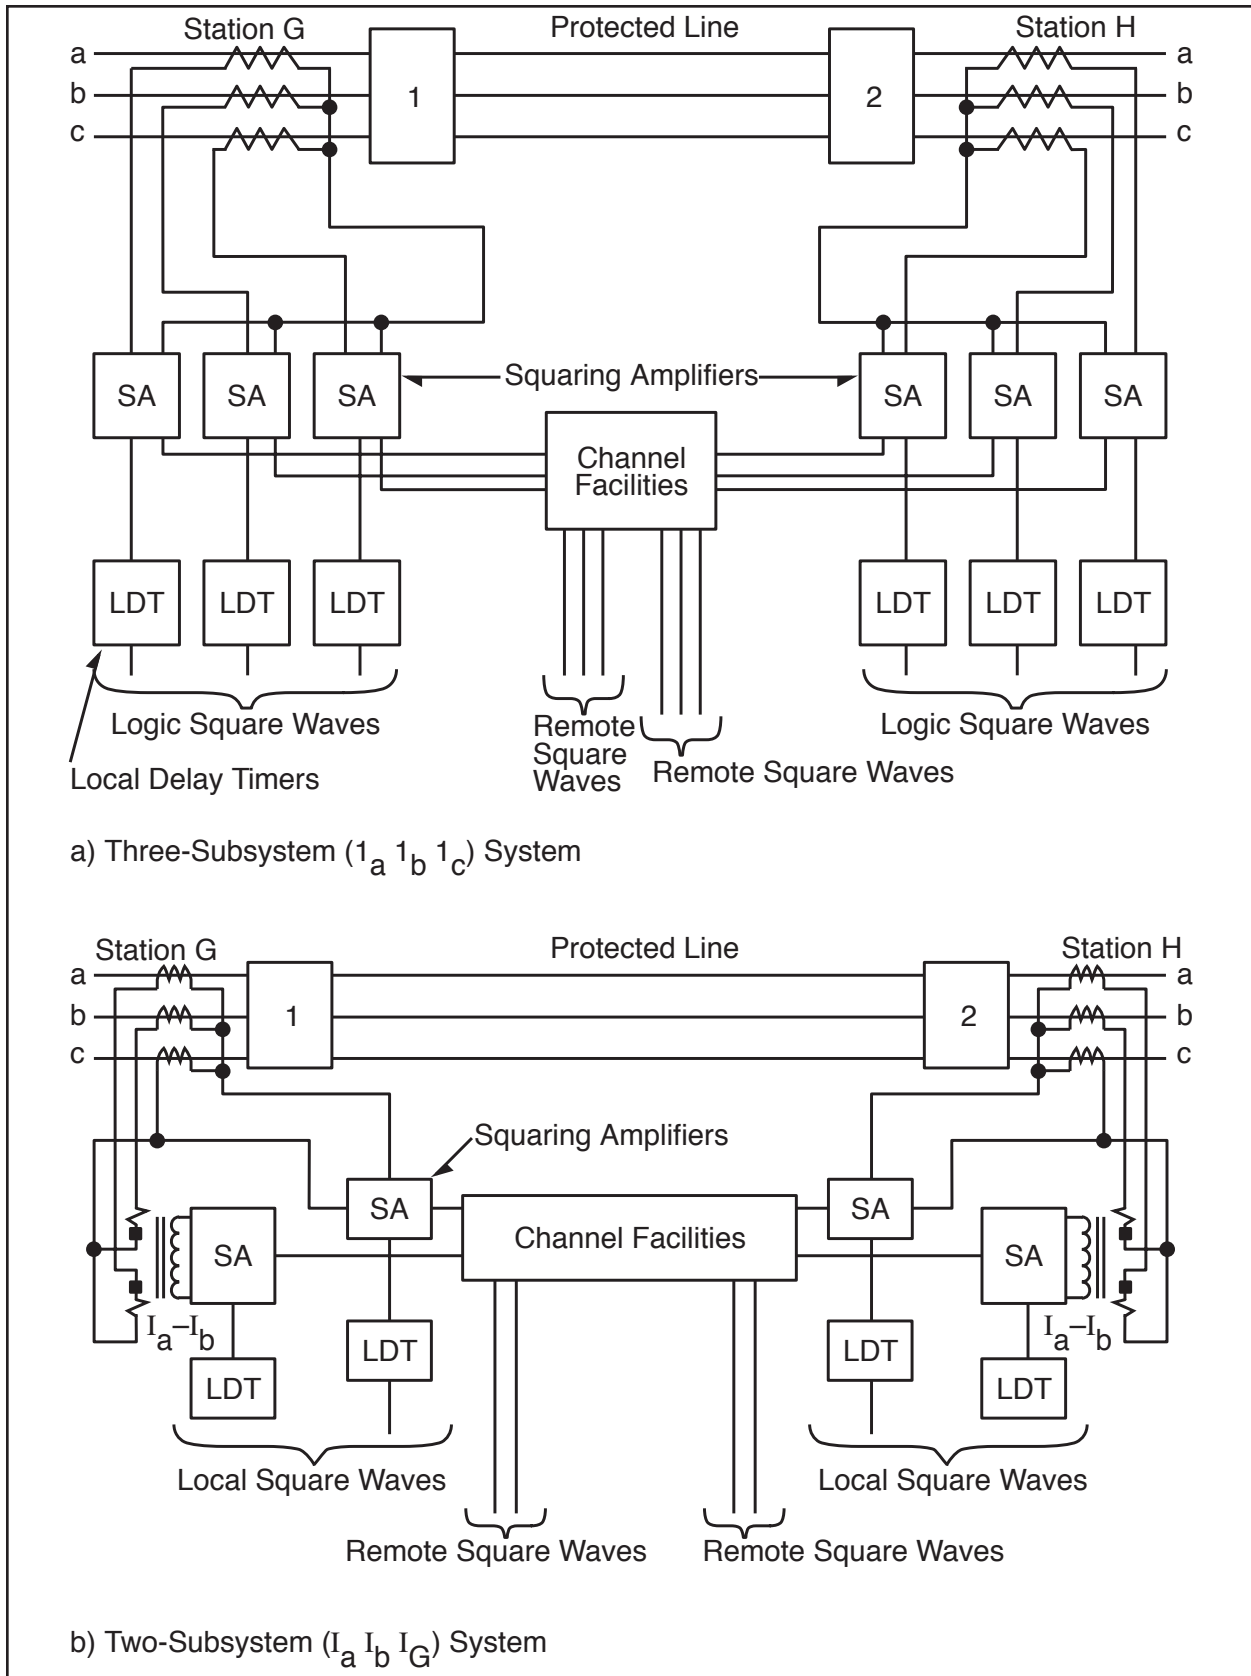 Station G
Protected Line
Station H
a
a
1
2
b
b
c
c
Squaring Amplifiers
SA
SA
SA
SA
SA
SA
Channel
Facilities
LDT
LDT
LDT
LDT
LDT
LDT
Logic Square Waves
Remote
Square
Waves
Logic Square Waves
Local Delay Timers
Remote Square Waves
a) Three-Subsystem (1a 1b 1c) System
Station G
Protected Line
Station H
a
a
1
2
b
b
c
c
Squaring Amplifiers
SA
SA
SA
Channel Facilities
SA
Ia–Ib
Ia–Ib
LDT
LDT
LDT
LDT
Local Square Waves
Local Square Waves
Remote Square Waves
Remote Square Waves
b) Two-Subsystem (Ia Ib IG) System